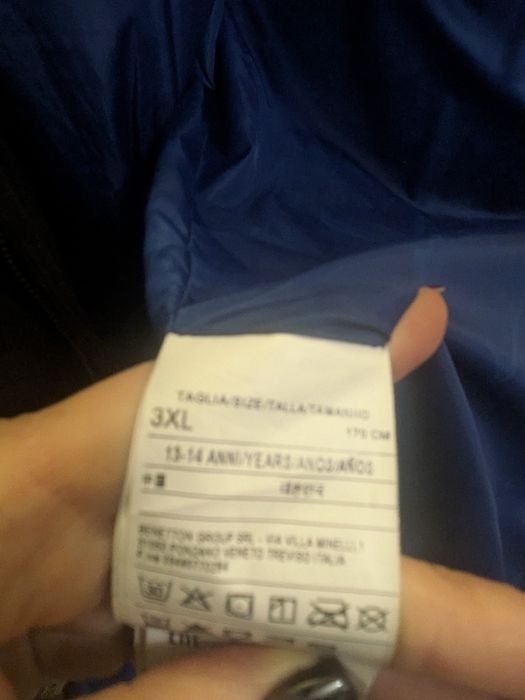 TAGLIA/SIZE/TALLA/TAMANHO
3XL
170 CM
13-14 ANNI/YEARS/ANOS/AÑOS
BENETTON GROUP SRL - VIA VILLA MINELLI,1
PONZANO VENETO TREVISO ITALIA
30